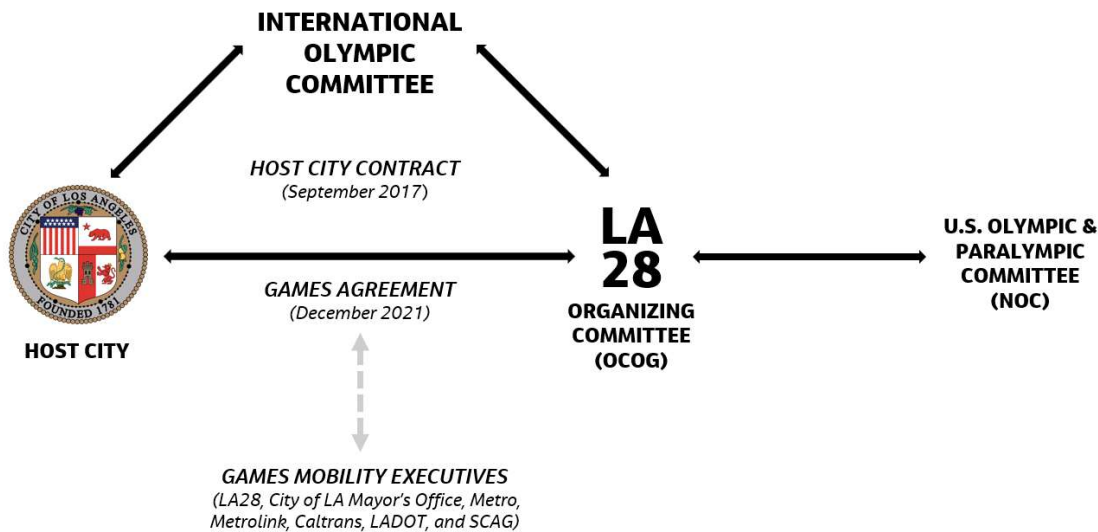 INTERNATIONAL
OLYMPIC
COMMITTEE
HOST CITY CONTRACT
(September 2017)
CITY OF LOS ANGELES
FOUNDED 1781
HOST CITY
GAMES AGREEMENT
(December 2021)
LA
28
ORGANIZING
COMMITTEE
(OCOG)
U.S. OLYMPIC &
PARALYMPIC
COMMITTEE
(NOC)
GAMES MOBILITY EXECUTIVES
(LA28, City of LA Mayor's Office, Metro,
Metrolink, Caltrans, LADOT, and SCAG)